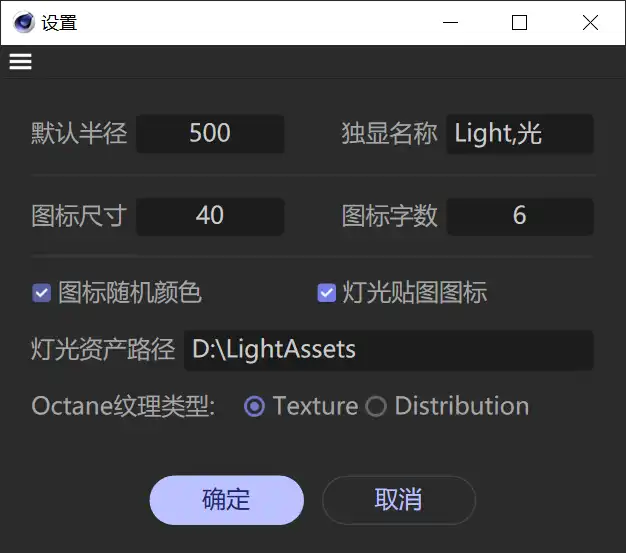 设置
默认半径 500 独显名称 Light,光
图标尺寸 40 图标字数 6
图标随机颜色 灯光贴图图标
灯光资产路径 D:\LightAssets
Octane纹理类型: Texture Distribution
确定 取消